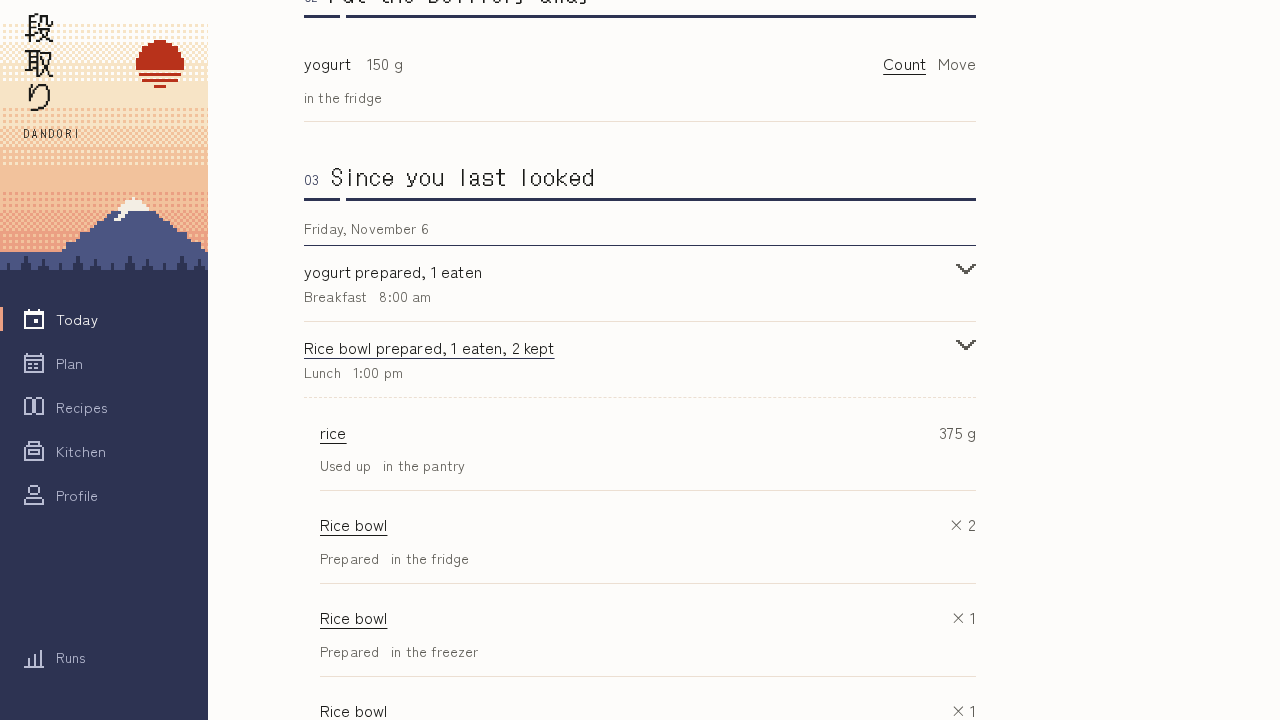 段取り
DANDORI
Today
Plan
Recipes
Kitchen
Profile
Runs
yogurt 150 g Count Move
in the fridge
03 Since you last looked
Friday, November 6
yogurt prepared, 1 eaten
Breakfast 8:00 am
Rice bowl prepared, 1 eaten, 2 kept
Lunch 1:00 pm
rice 375 g
Used up in the pantry
Rice bowl × 2
Prepared in the fridge
Rice bowl × 1
Prepared in the freezer
Rice bowl × 1